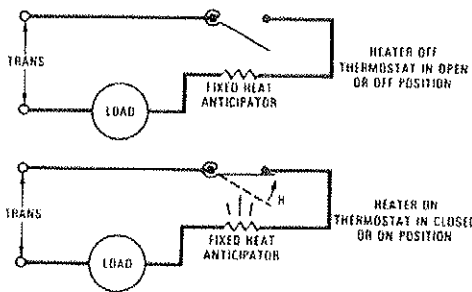 TRANS
LOAD
FIXED HEAT
ANTICIPATOR
HEATER OFF
THERMOSTAT IN OPEN
OR OFF POSITION
TRANS
H
LOAD
FIXED HEAT
ANTICIPATOR
HEATER ON
THERMOSTAT IN CLOSED
OR ON POSITION